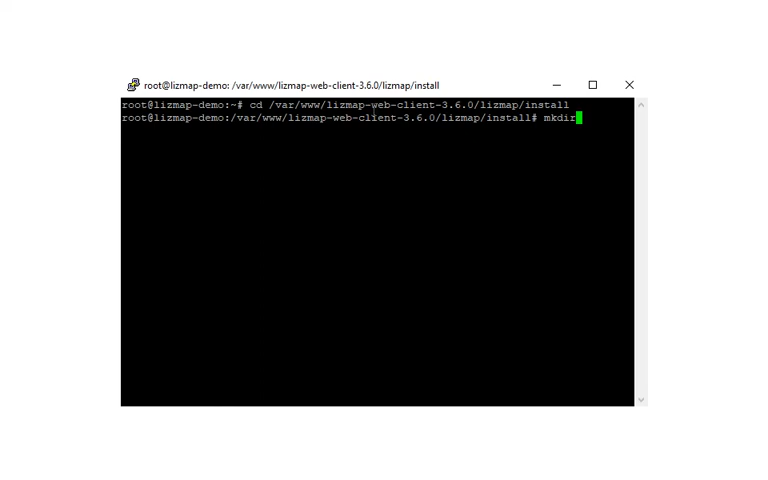 root@lizmap-demo: /var/www/lizmap-web-client-3.6.0/lizmap/install
root@lizmap-demo:~# cd /var/www/lizmap-web-client-3.6.0/lizmap/install
root@lizmap-demo:/var/www/lizmap-web-client-3.6.0/lizmap/install# mkdir